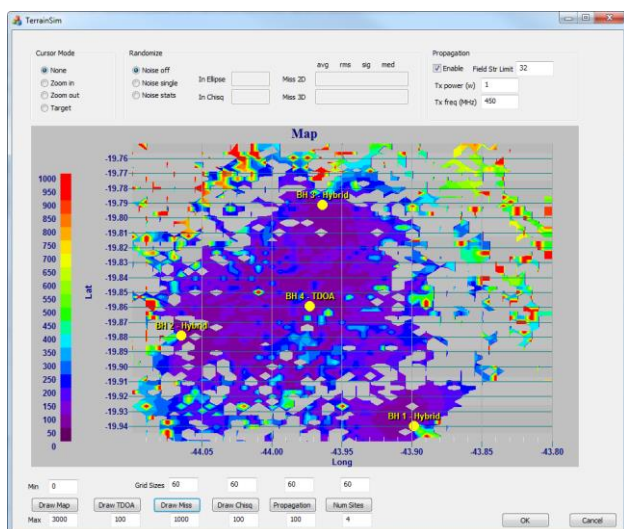 TerrainSim
Cursor Mode
None
Zoom in
Zoom out
Target
Randomize
Noise off
Noise single
Noise stats
In Ellipse
In Chisq
avg rms sig med
Miss 2D
Miss 3D
Propagation
Enable Field Str Limit 32
Tx power (w) 1
Tx freq (MHz) 450
Map
1000
950
900
850
800
750
700
650
600
550
500
450
400
350
300
250
200
150
100
50
0
Lat
-19.76
-19.77
-19.78
-19.79
-19.80
-19.81
-19.82
-19.83
-19.84
-19.85
-19.86
-19.87
-19.88
-19.89
-19.90
-19.91
-19.92
-19.93
-19.94
BH 3 - Hybrid
BH 4 - TDOA
BH 2 - Hybrid
BH 1 - Hybrid
-44.05 -44.00 -43.95 -43.90 -43.85 -43.80
Long
Min 0 Grid Sizes 60 60 60 60
Draw Map Draw TDOA Draw Miss Draw Chisq Propagation Num Sites
Max 3000 100 1000 100 100 4
OK Cancel